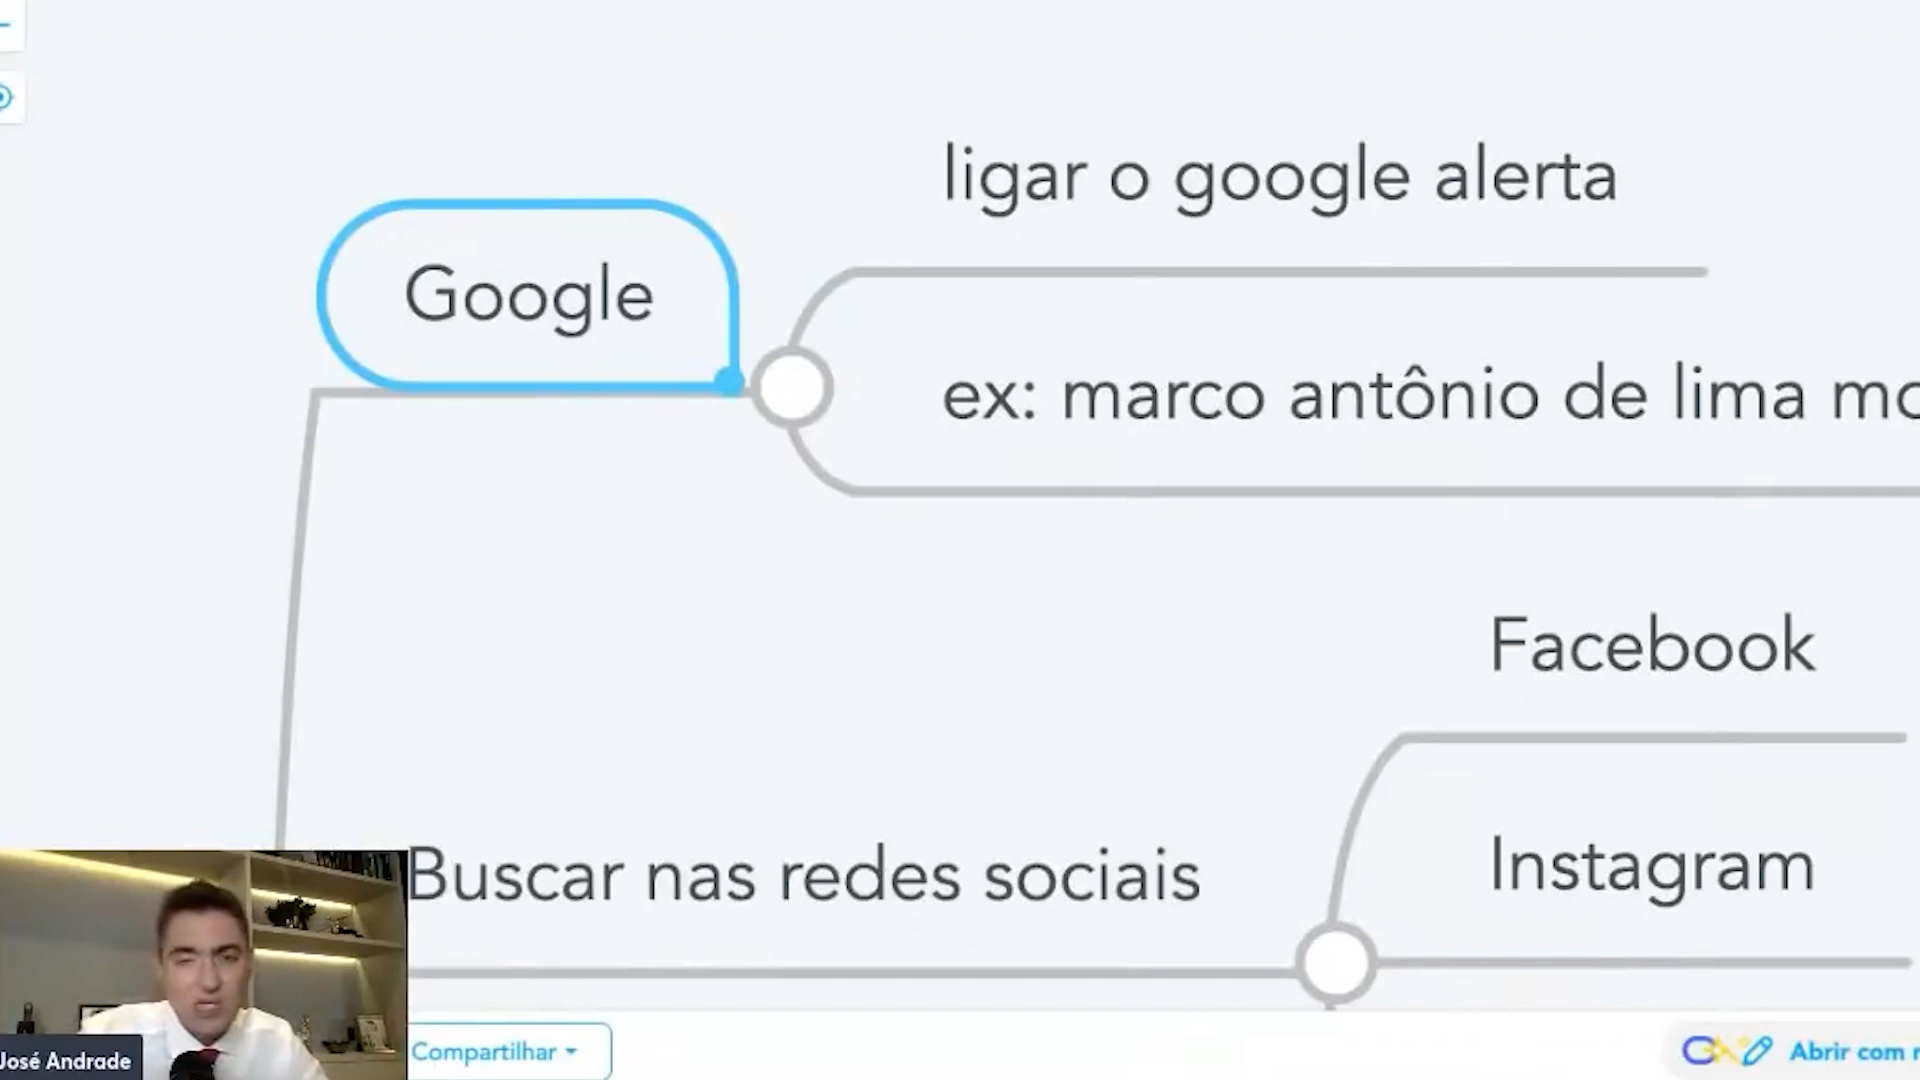 ligar o google alerta
Google
ex: marco antônio de lima
Facebook
Buscar nas redes sociais
Instagram
José Andrade
Compartilhar
Abrir com